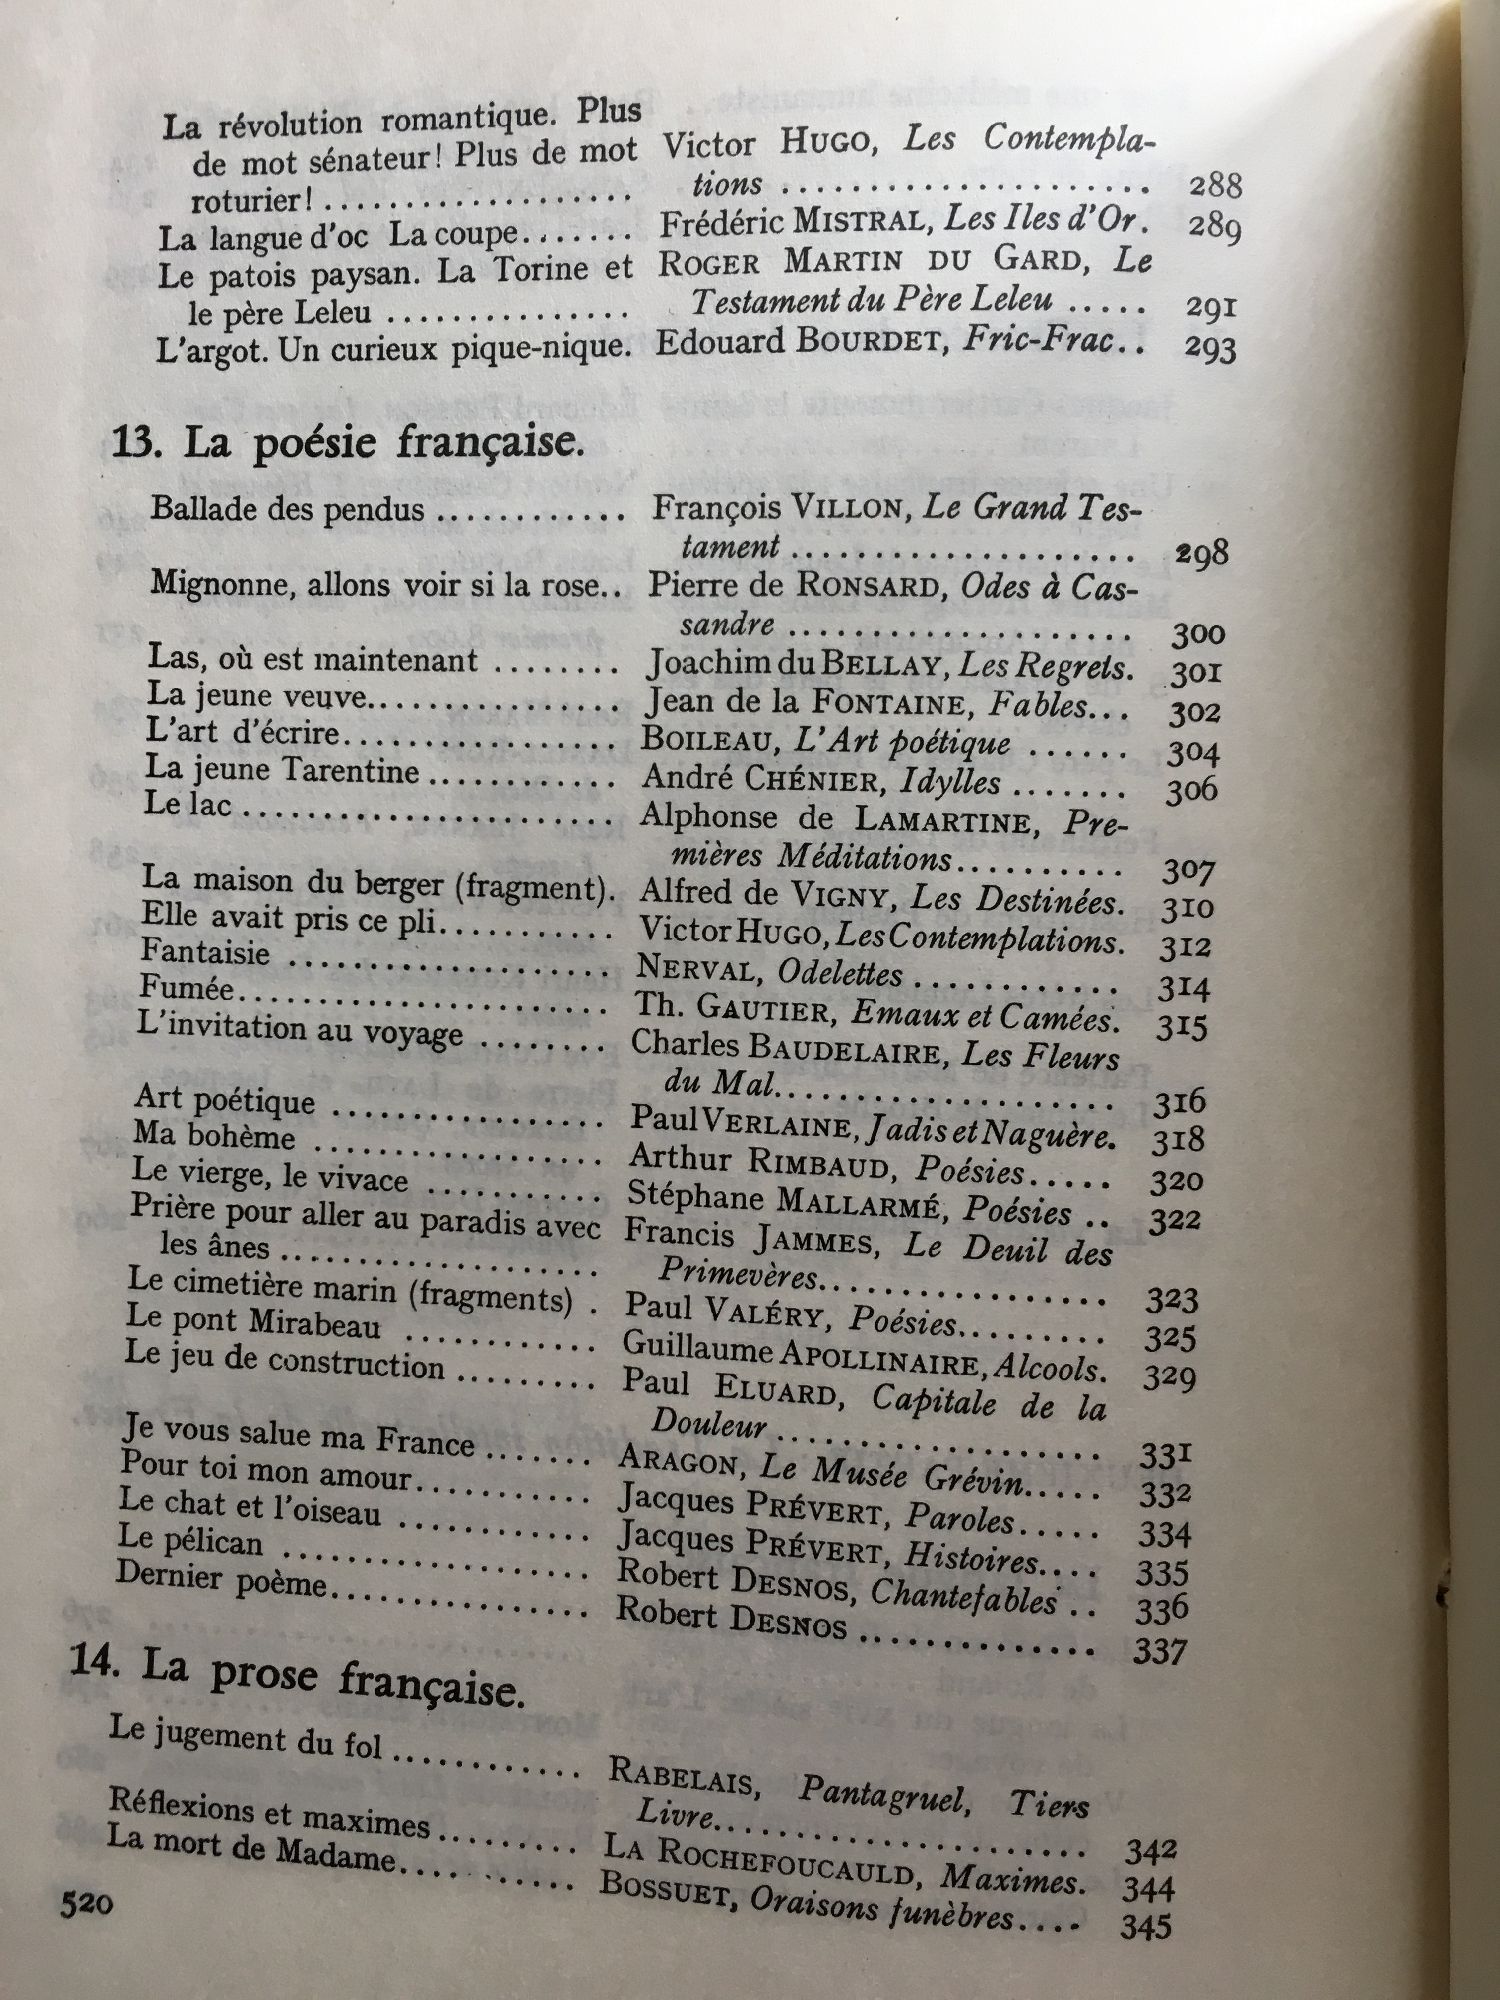 La révolution romantique. Plus
de mot sénateur! Plus de mot Victor HUGO, Les Contempla-
roturier! .................... tions ..................... 288
La langue d'oc La coupe....... Frédéric MISTRAL, Les Iles d'Or. 289
Le patois paysan. La Torine et ROGER MARTIN DU GARD, Le
le père Leleu ............... Testament du Père Leleu ..... 291
L'argot. Un curieux pique-nique. Edouard BOURDET, Fric-Frac.. 293
13. La poésie française.
Ballade des pendus ............ François VILLON, Le Grand Tes-
tament .................... 298
Mignonne, allons voir si la rose.. Pierre de RONSARD, Odes à Cas-
sandre .................... 300
Las, où est maintenant ........ Joachim du BELLAY, Les Regrets. 301
La jeune veuve................ Jean de la FONTAINE, Fables... 302
L'art d'écrire................. BOILEAU, L'Art poétique ...... 304
La jeune Tarentine ............ André CHÉNIER, Idylles ....... 306
Le lac ....................... Alphonse de LAMARTINE, Pre-
mières Méditations.......... 307
La maison du berger (fragment). Alfred de VIGNY, Les Destinées. 310
Elle avait pris ce pli........... Victor HUGO, Les Contemplations. 312
Fantaisie .................... NERVAL, Odelettes ............ 314
Fumée....................... Th. GAUTIER, Emaux et Camées. 315
L'invitation au voyage ........ Charles BAUDELAIRE, Les Fleurs
du Mal..................... 316
Art poétique ................. Paul VERLAINE, Jadis et Naguère. 318
Ma bohème .................. Arthur RIMBAUD, Poésies..... 320
Le vierge, le vivace ........... Stéphane MALLARMÉ, Poésies .. 322
Prière pour aller au paradis avec Francis JAMMES, Le Deuil des
les ânes .................... Primevères.................. 323
Le cimetière marin (fragments) . Paul VALÉRY, Poésies......... 325
Le pont Mirabeau ............ Guillaume APOLLINAIRE, Alcools. 329
Le jeu de construction ......... Paul ELUARD, Capitale de la
Douleur .................... 331
Je vous salue ma France ....... ARAGON, Le Musée Grévin..... 332
Pour toi mon amour........... Jacques PRÉVERT, Paroles..... 334
Le chat et l'oiseau ............ Jacques PRÉVERT, Histoires.... 335
Le pélican ................... Robert DESNOS, Chantefables .. 336
Dernier poème................ Robert DESNOS .............. 337
14. La prose française.
Le jugement du fol ............ RABELAIS, Pantagruel, Tiers
Livre....................... 342
Réflexions et maximes ......... LA ROCHEFOUCAULD, Maximes. 344
La mort de Madame........... BOSSUET, Oraisons funèbres.... 345
520